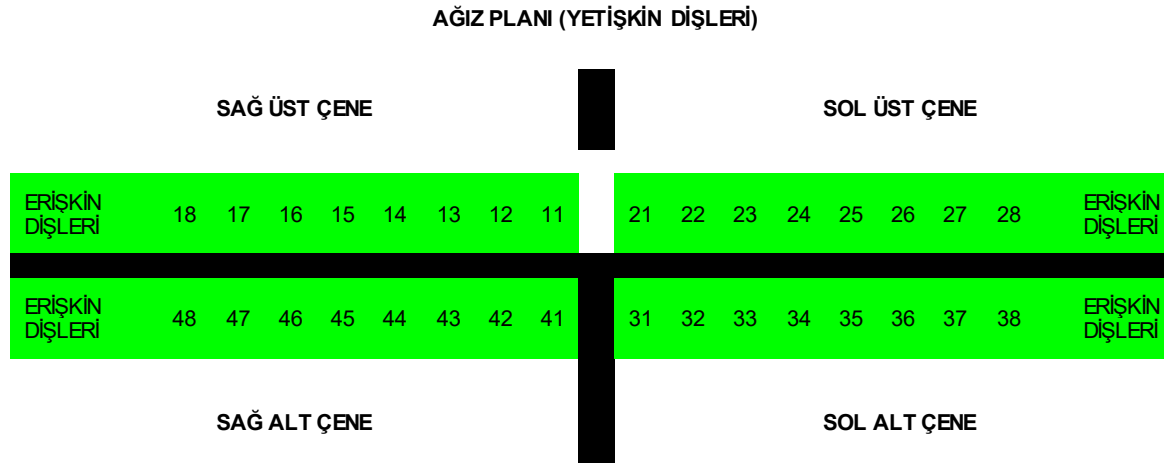 AĞIZ PLANI (YETİŞKİN DİŞLERİ)
SAĞ ÜST ÇENE
SOL ÜST ÇENE
ERİŞKİN
DİŞLERİ
18 17 16 15 14 13 12 11
21 22 23 24 25 26 27 28
ERİŞKİN
DİŞLERİ
ERİŞKİN
DİŞLERİ
48 47 46 45 44 43 42 41
31 32 33 34 35 36 37 38
ERİŞKİN
DİŞLERİ
SAĞ ALT ÇENE
SOL ALT ÇENE